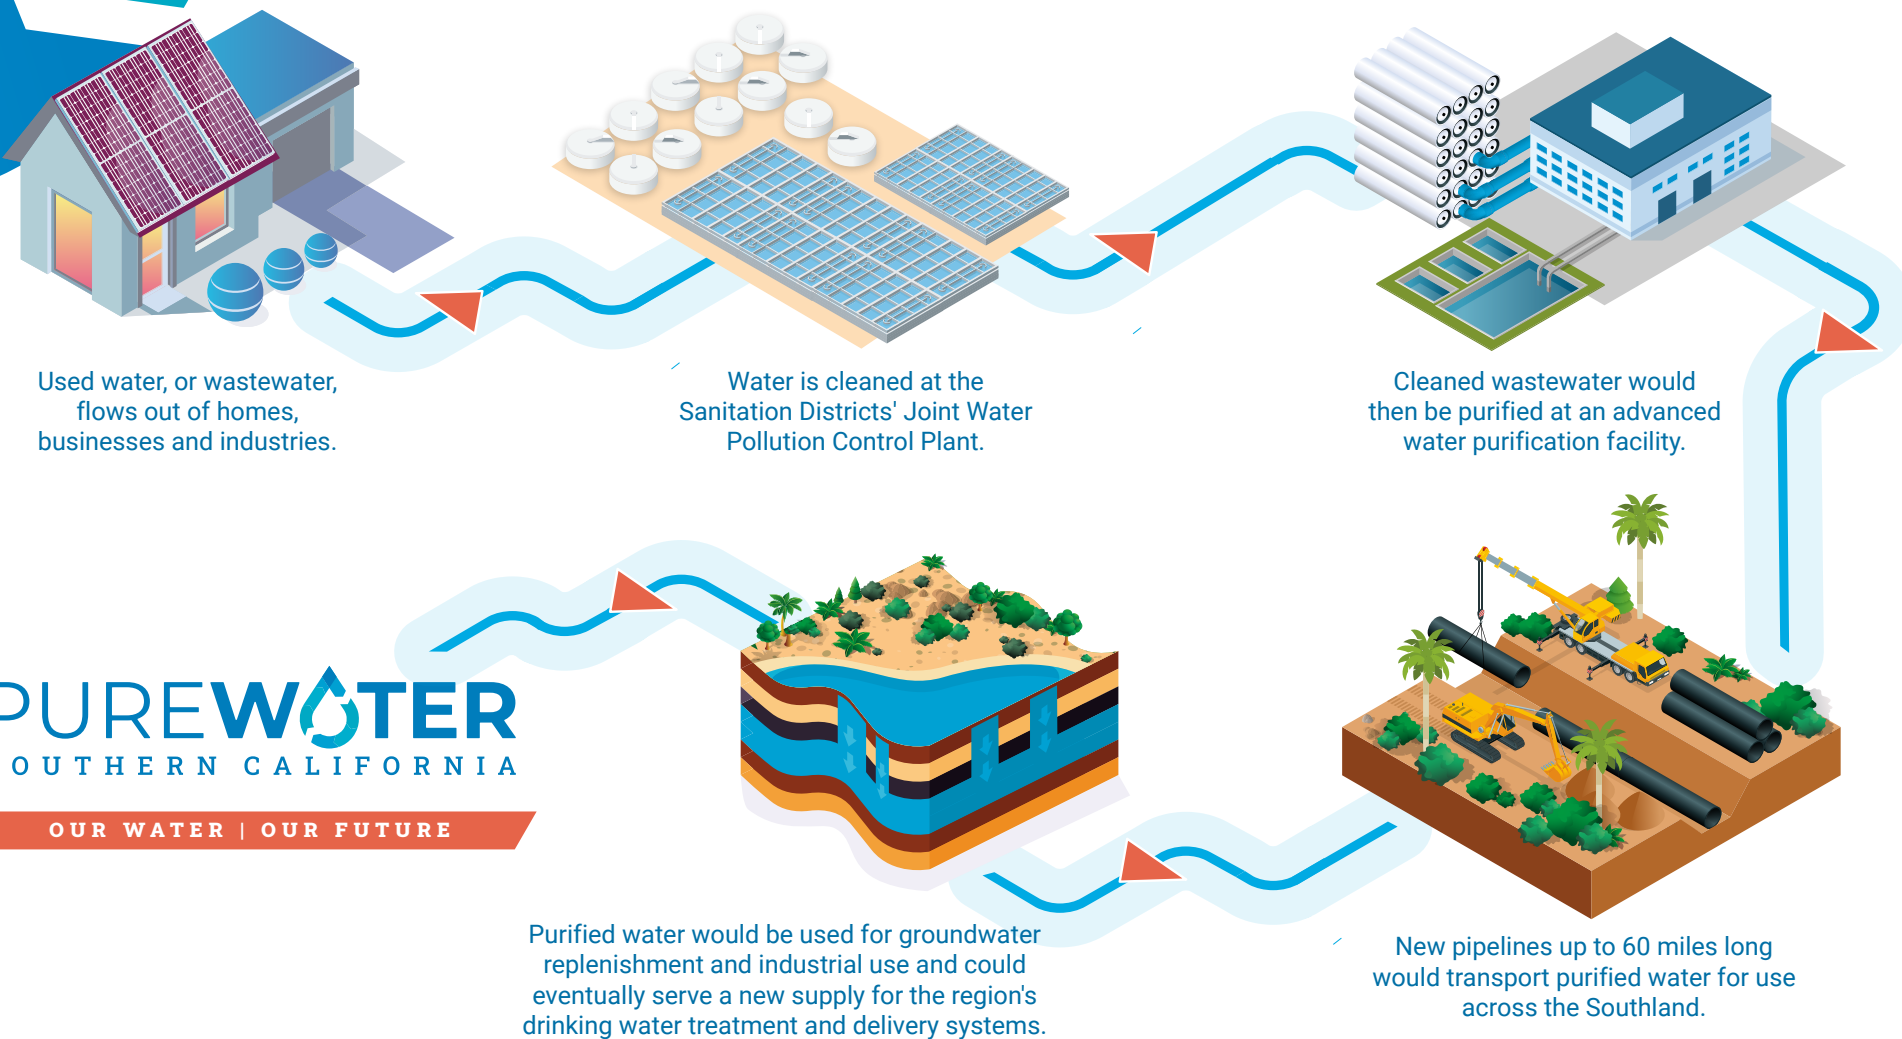 Used water, or wastewater,
flows out of homes,
businesses and industries.
Water is cleaned at the
Sanitation Districts' Joint Water
Pollution Control Plant.
Cleaned wastewater would
then be purified at an advanced
water purification facility.
PUREWATER
OUTHERN CALIFORNIA
OUR WATER | OUR FUTURE
Purified water would be used for groundwater
replenishment and industrial use and could
eventually serve a new supply for the region's
drinking water treatment and delivery systems.
New pipelines up to 60 miles long
would transport purified water for use
across the Southland.